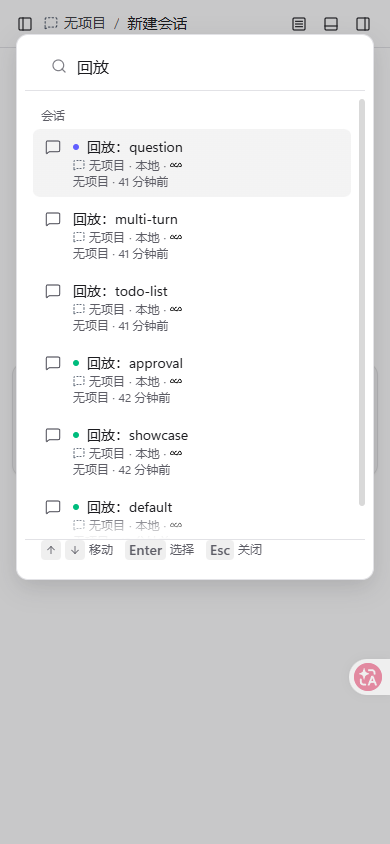 无项目 / 新建会话
回放
会话
回放：question
无项目 · 本地 ·
无项目 · 41 分钟前
回放：multi-turn
无项目 · 本地 ·
无项目 · 41 分钟前
回放：todo-list
无项目 · 本地 ·
无项目 · 41 分钟前
回放：approval
无项目 · 本地 ·
无项目 · 42 分钟前
回放：showcase
无项目 · 本地 ·
无项目 · 42 分钟前
回放：default
无项目 · 本地 ·
↑ ↓ 移动 Enter 选择 Esc 关闭